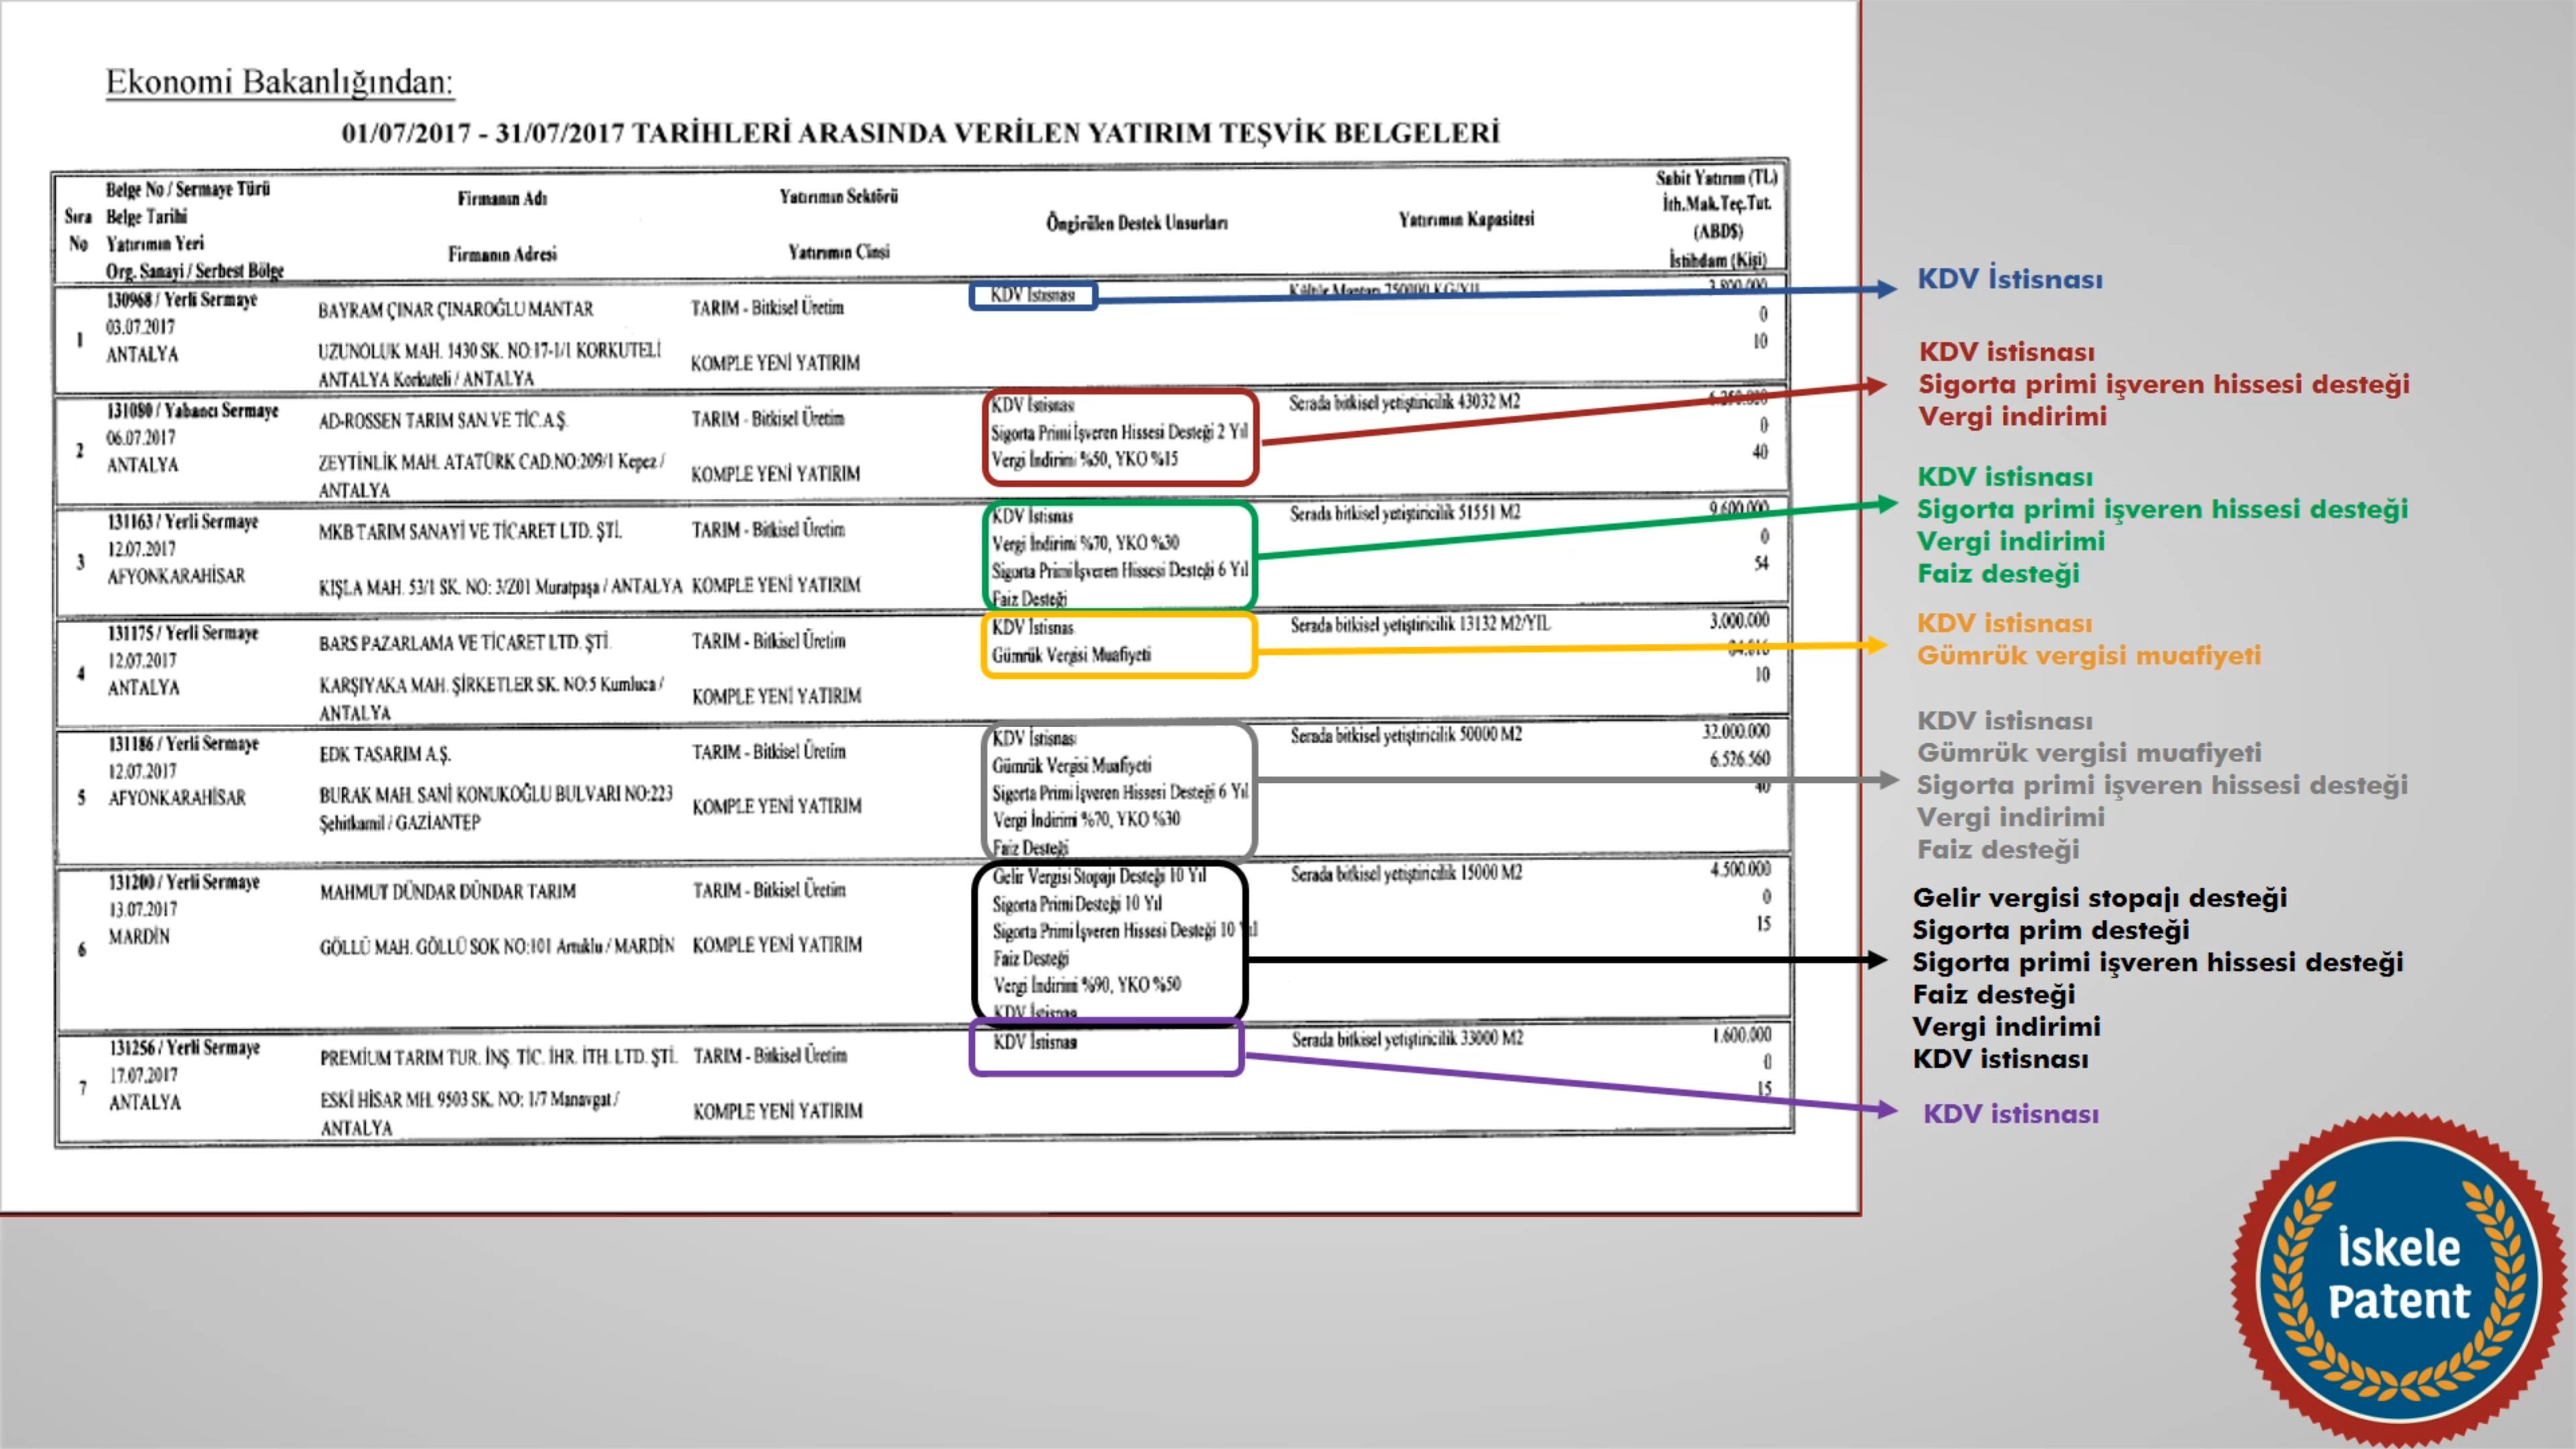 Ekonomi Bakanlığından:
01/07/2017 - 31/07/2017 TARİHLERİ ARASINDA VERİLEN YATIRIM TEŞVİK BELGELERİ
Sıra No
Belge No / Sermaye Türü
Belge Tarihi
Yatırımın Yeri
Org. Sanayi / Serbest Bölge
Firmanın Adı
Firmanın Adresi
Yatırımın Sektörü
Yatırımın Cinsi
Öngirülen Destek Unsurları
Yatırımın Kapasitesi
Sabit Yatırım (TL)
İth.Mak.Teç.Tut.
(ABD$)
İstihdam (Kişi)
1
130968 / Yerli Sermaye
03.07.2017
ANTALYA
BAYRAM ÇINAR ÇINAROĞLU MANTAR
UZUNOLUK MAH. 1430 SK. NO:17-1/1 KORKUTELİ
ANTALYA Korkuteli / ANTALYA
TARIM - Bitkisel Üretim
KOMPLE YENİ YATIRIM
KDV İstisnası
Kültür Mantarı 750000 KG/YIL
3.800.000
0
10
2
131080 / Yabancı Sermaye
06.07.2017
ANTALYA
AD-ROSSEN TARIM SAN.VE TİC.A.Ş.
ZEYTİNLİK MAH. ATATÜRK CAD.NO:209/1 Kepez /
ANTALYA
TARIM - Bitkisel Üretim
KOMPLE YENİ YATIRIM
KDV İstisnası
Sigorta Primi İşveren Hissesi Desteği 2 Yıl
Vergi İndirimi %50, YKO %15
Serada bitkisel yetiştiricilik 43032 M2
0
40
3
131163 / Yerli Sermaye
12.07.2017
AFYONKARAHİSAR
MKB TARIM SANAYİ VE TİCARET LTD. ŞTİ.
KIŞLA MAH. 53/1 SK. NO: 3/Z01 Muratpaşa / ANTALYA
TARIM - Bitkisel Üretim
KOMPLE YENİ YATIRIM
KDV İstisnas
Vergi İndirimi %70, YKO %30
Sigorta Primi İşveren Hissesi Desteği 6 Yıl
Faiz Desteği
Serada bitkisel yetiştiricilik 51551 M2
9.600.000
0
54
4
131175 / Yerli Sermaye
12.07.2017
ANTALYA
BARS PAZARLAMA VE TİCARET LTD. ŞTİ.
KARŞIYAKA MAH. ŞİRKETLER SK. NO:5 Kumluca /
ANTALYA
TARIM - Bitkisel Üretim
KOMPLE YENİ YATIRIM
KDV İstisnas
Gümrük Vergisi Muafiyeti
Serada bitkisel yetiştiricilik 13132 M2/YIL
3.000.000
10
5
131186 / Yerli Sermaye
12.07.2017
AFYONKARAHİSAR
EDK TASARIM A.Ş.
BURAK MAH. SANİ KONUKOĞLU BULVARI NO:223
Şehitkamil / GAZİANTEP
TARIM - Bitkisel Üretim
KOMPLE YENİ YATIRIM
KDV İstisnası
Gümrük Vergisi Muafiyeti
Sigorta Primi İşveren Hissesi Desteği 6 Yıl
Vergi İndirimi %70, YKO %30
Faiz Desteği
Serada bitkisel yetiştiricilik 50000 M2
32.000.000
6.526.560
40
6
131200 / Yerli Sermaye
13.07.2017
MARDİN
MAHMUT DÜNDAR DÜNDAR TARIM
GÖLLÜ MAH. GÖLLÜ SOK NO:101 Artuklu / MARDİN
TARIM - Bitkisel Üretim
KOMPLE YENİ YATIRIM
Gelir Vergisi Stopajı Desteği 10 Yıl
Sigorta Primi Desteği 10 Yıl
Sigorta Primi İşveren Hissesi Desteği 10 Yıl
Faiz Desteği
Vergi İndirimi %90, YKO %50
KDV İstisnas
Serada bitkisel yetiştiricilik 15000 M2
4.500.000
0
15
7
131256 / Yerli Sermaye
17.07.2017
ANTALYA
PREMİUM TARIM TUR. İNŞ. TİC. İHR. İTH. LTD. ŞTİ.
ESKİ HİSAR MH. 9503 SK. NO: 1/7 Manavgat /
ANTALYA
TARIM - Bitkisel Üretim
KOMPLE YENİ YATIRIM
KDV İstisnası
Serada bitkisel yetiştiricilik 33000 M2
1.600.000
0
15
KDV İstisnası
KDV istisnası
Sigorta primi işveren hissesi desteği
Vergi indirimi
KDV istisnası
Sigorta primi işveren hissesi desteği
Vergi indirimi
Faiz desteği
KDV istisnası
Gümrük vergisi muafiyeti
KDV istisnası
Gümrük vergisi muafiyeti
Sigorta primi işveren hissesi desteği
Vergi indirimi
Faiz desteği
Gelir vergisi stopajı desteği
Sigorta prim desteği
Sigorta primi işveren hissesi desteği
Faiz desteği
Vergi indirimi
KDV istisnası
KDV istisnası
İskele
Patent